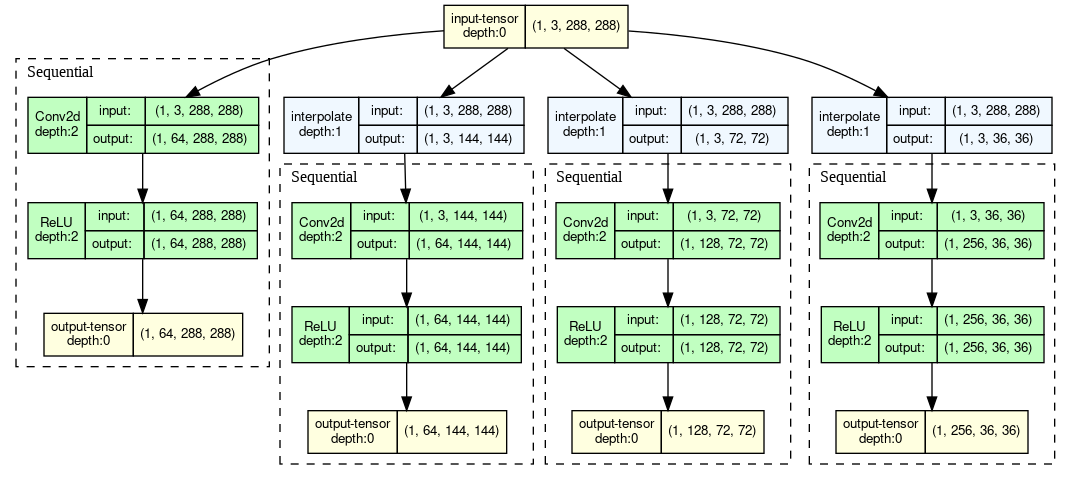 input-tensor
depth:0
(1, 3, 288, 288)
Sequential
Conv2d
depth:2
input:
(1, 3, 288, 288)
output:
(1, 64, 288, 288)
ReLU
depth:2
input:
(1, 64, 288, 288)
output:
(1, 64, 288, 288)
output-tensor
depth:0
(1, 64, 288, 288)
interpolate
depth:1
input:
(1, 3, 288, 288)
output:
(1, 3, 144, 144)
Sequential
Conv2d
depth:2
input:
(1, 3, 144, 144)
output:
(1, 64, 144, 144)
ReLU
depth:2
input:
(1, 64, 144, 144)
output:
(1, 64, 144, 144)
output-tensor
depth:0
(1, 64, 144, 144)
interpolate
depth:1
input:
(1, 3, 288, 288)
output:
(1, 3, 72, 72)
Sequential
Conv2d
depth:2
input:
(1, 3, 72, 72)
output:
(1, 128, 72, 72)
ReLU
depth:2
input:
(1, 128, 72, 72)
output:
(1, 128, 72, 72)
output-tensor
depth:0
(1, 128, 72, 72)
interpolate
depth:1
input:
(1, 3, 288, 288)
output:
(1, 3, 36, 36)
Sequential
Conv2d
depth:2
input:
(1, 3, 36, 36)
output:
(1, 256, 36, 36)
ReLU
depth:2
input:
(1, 256, 36, 36)
output:
(1, 256, 36, 36)
output-tensor
depth:0
(1, 256, 36, 36)